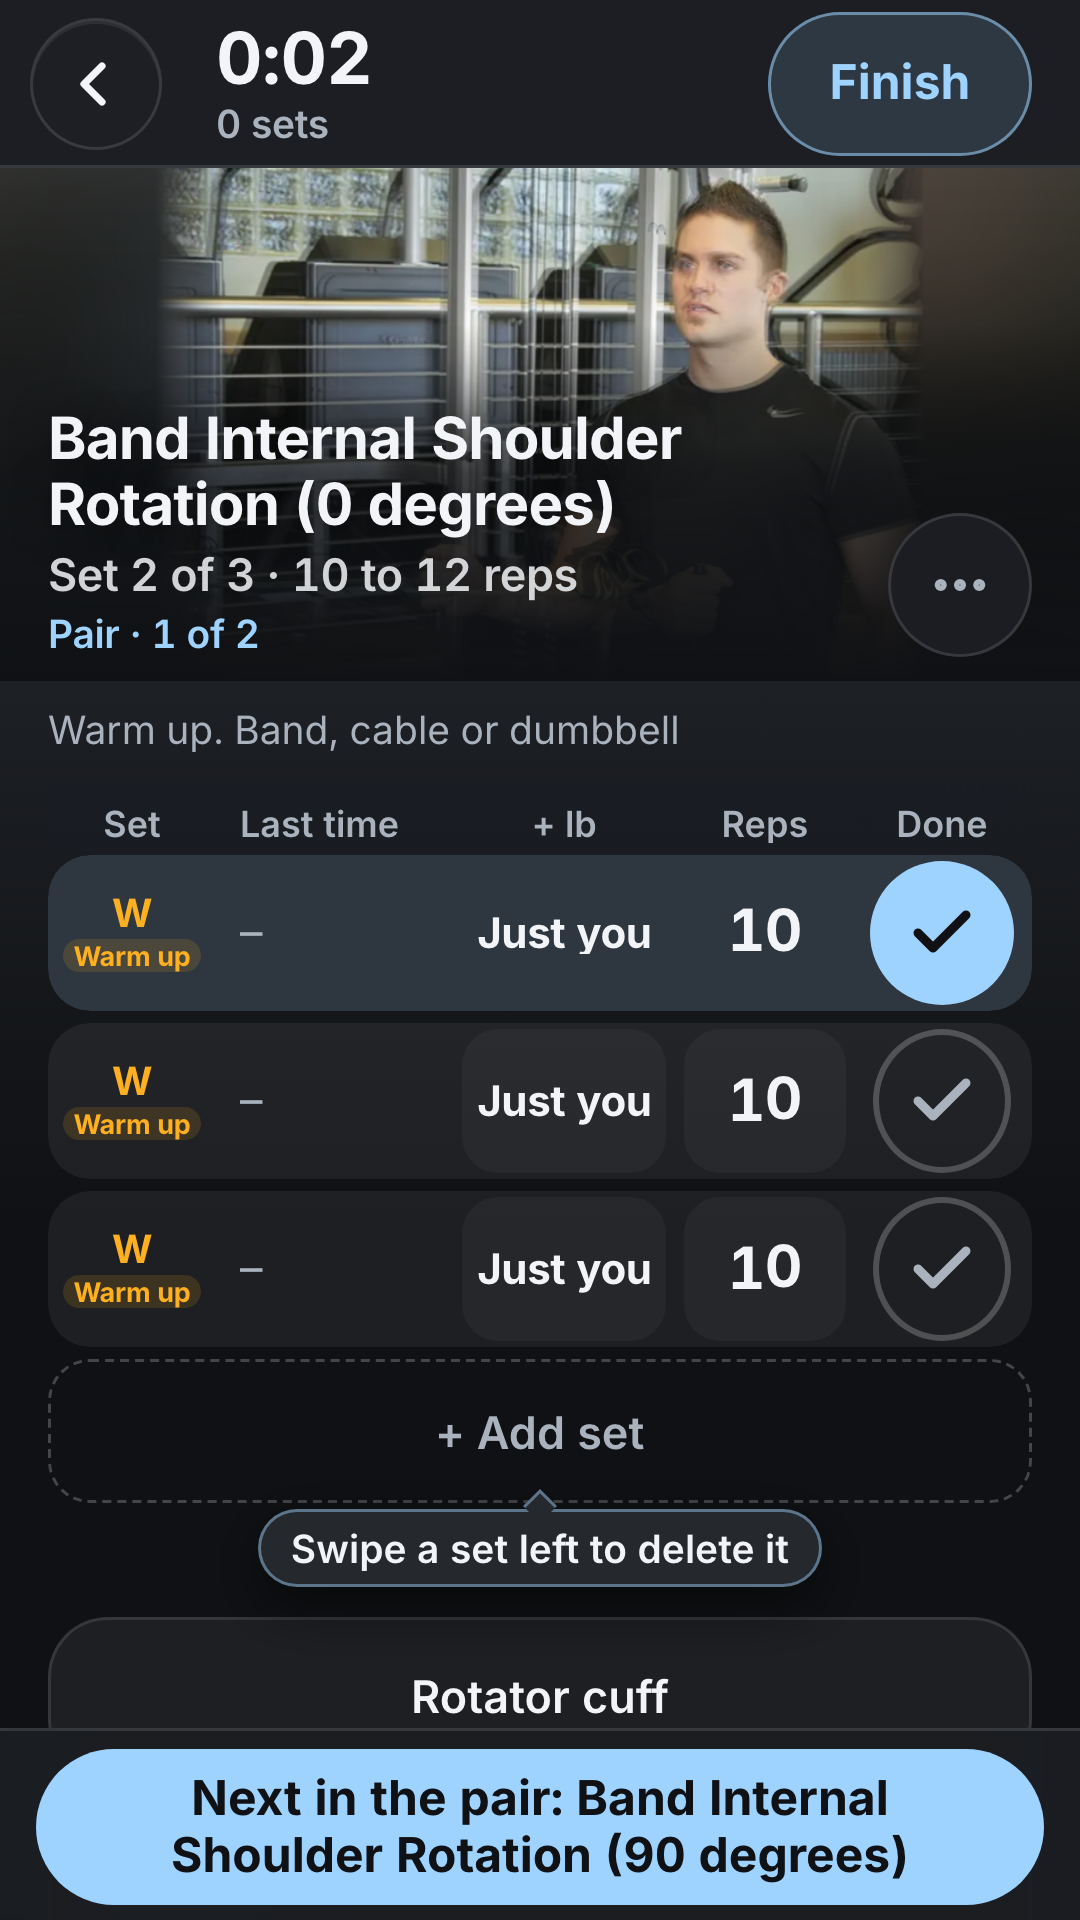 0:02
0 sets
Finish
Band Internal Shoulder
Rotation (0 degrees)
Set 2 of 3 · 10 to 12 reps
Pair · 1 of 2
Warm up. Band, cable or dumbbell
Set Last time + lb Reps Done
W
Warm up – Just you 10
W
Warm up – Just you 10
W
Warm up – Just you 10
+ Add set
Swipe a set left to delete it
Rotator cuff
Next in the pair: Band Internal
Shoulder Rotation (90 degrees)